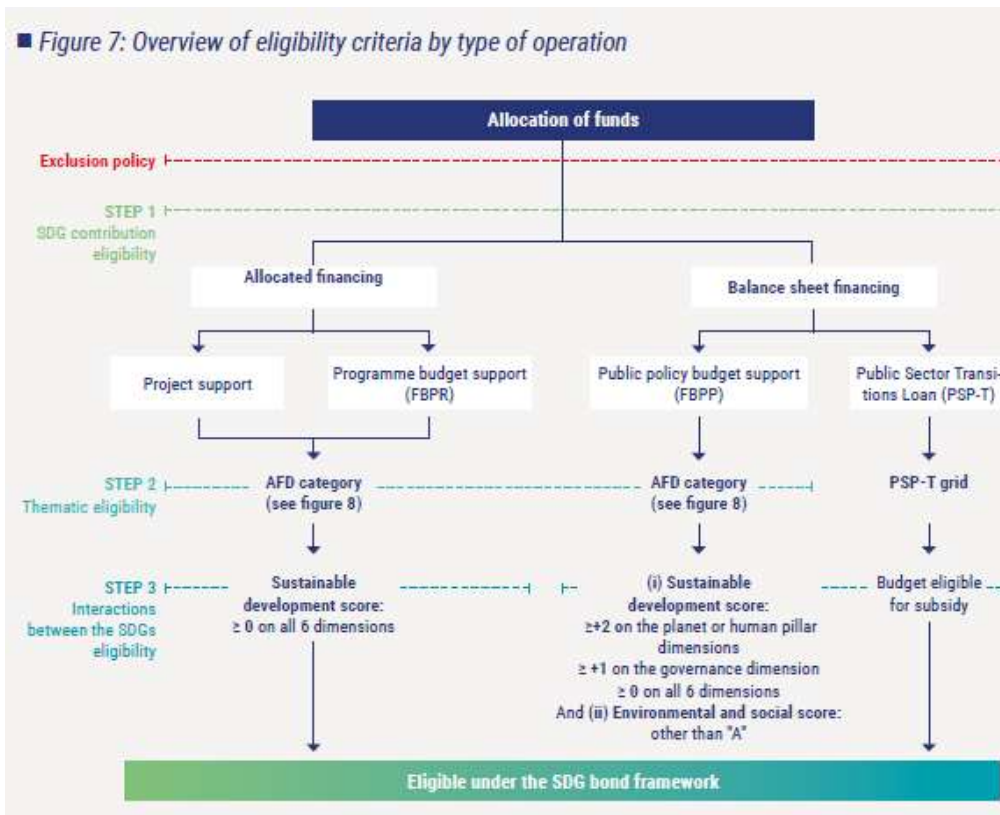 ■ Figure 7: Overview of eligibility criteria by type of operation
Allocation of funds
Exclusion policy
STEP 1
SDG contribution
eligibility
Allocated financing
Balance sheet financing
Project support
Programme budget support
(FBPR)
Public policy budget support
(FBPP)
Public Sector Transi-
tions Loan (PSP-T)
STEP 2
Thematic eligibility
AFD category
(see figure 8)
AFD category
(see figure 8)
PSP-T grid
STEP 3
Interactions
between the SDGs
eligibility
Sustainable
development score:
≥ 0 on all 6 dimensions
(i) Sustainable
development score:
≥+2 on the planet or human pillar
dimensions
≥ +1 on the governance dimension
≥ 0 on all 6 dimensions
And (ii) Environmental and social score:
other than "A"
Budget eligible
for subsidy
Eligible under the SDG bond framework